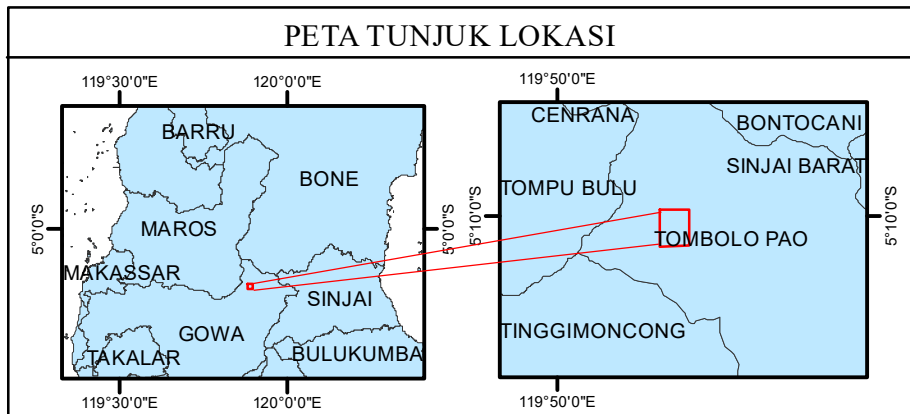 PETA TUNJUK LOKASI
119°30'0"E
120°0'0"E
BARRU
BONE
MAROS
MAKASSAR
SINJAI
GOWA
TAKALAR
BULUKUMBA
5°0'0"S
5°0'0"S
119°30'0"E
120°0'0"E
119°50'0"E
CENRANA
BONTOCANI
SINJAI BARAT
TOMPU BULU
TOMBOLO PAO
TINGGIMONCONG
5°10'0"S
5°10'0"S
119°50'0"E